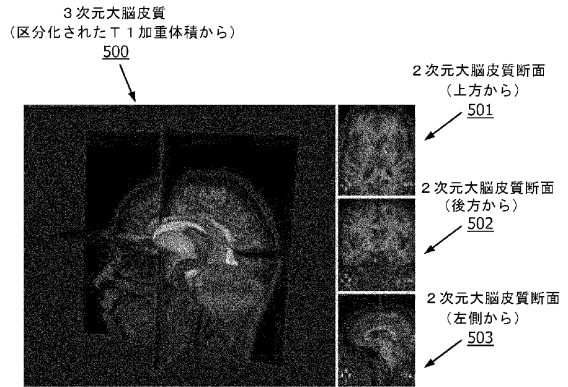 3次元大脳皮質
（区分化されたT1加重体積から）
500
2次元大脳皮質断面
（上方から）
501
2次元大脳皮質断面
（後方から）
502
2次元大脳皮質断面
（左側から）
503